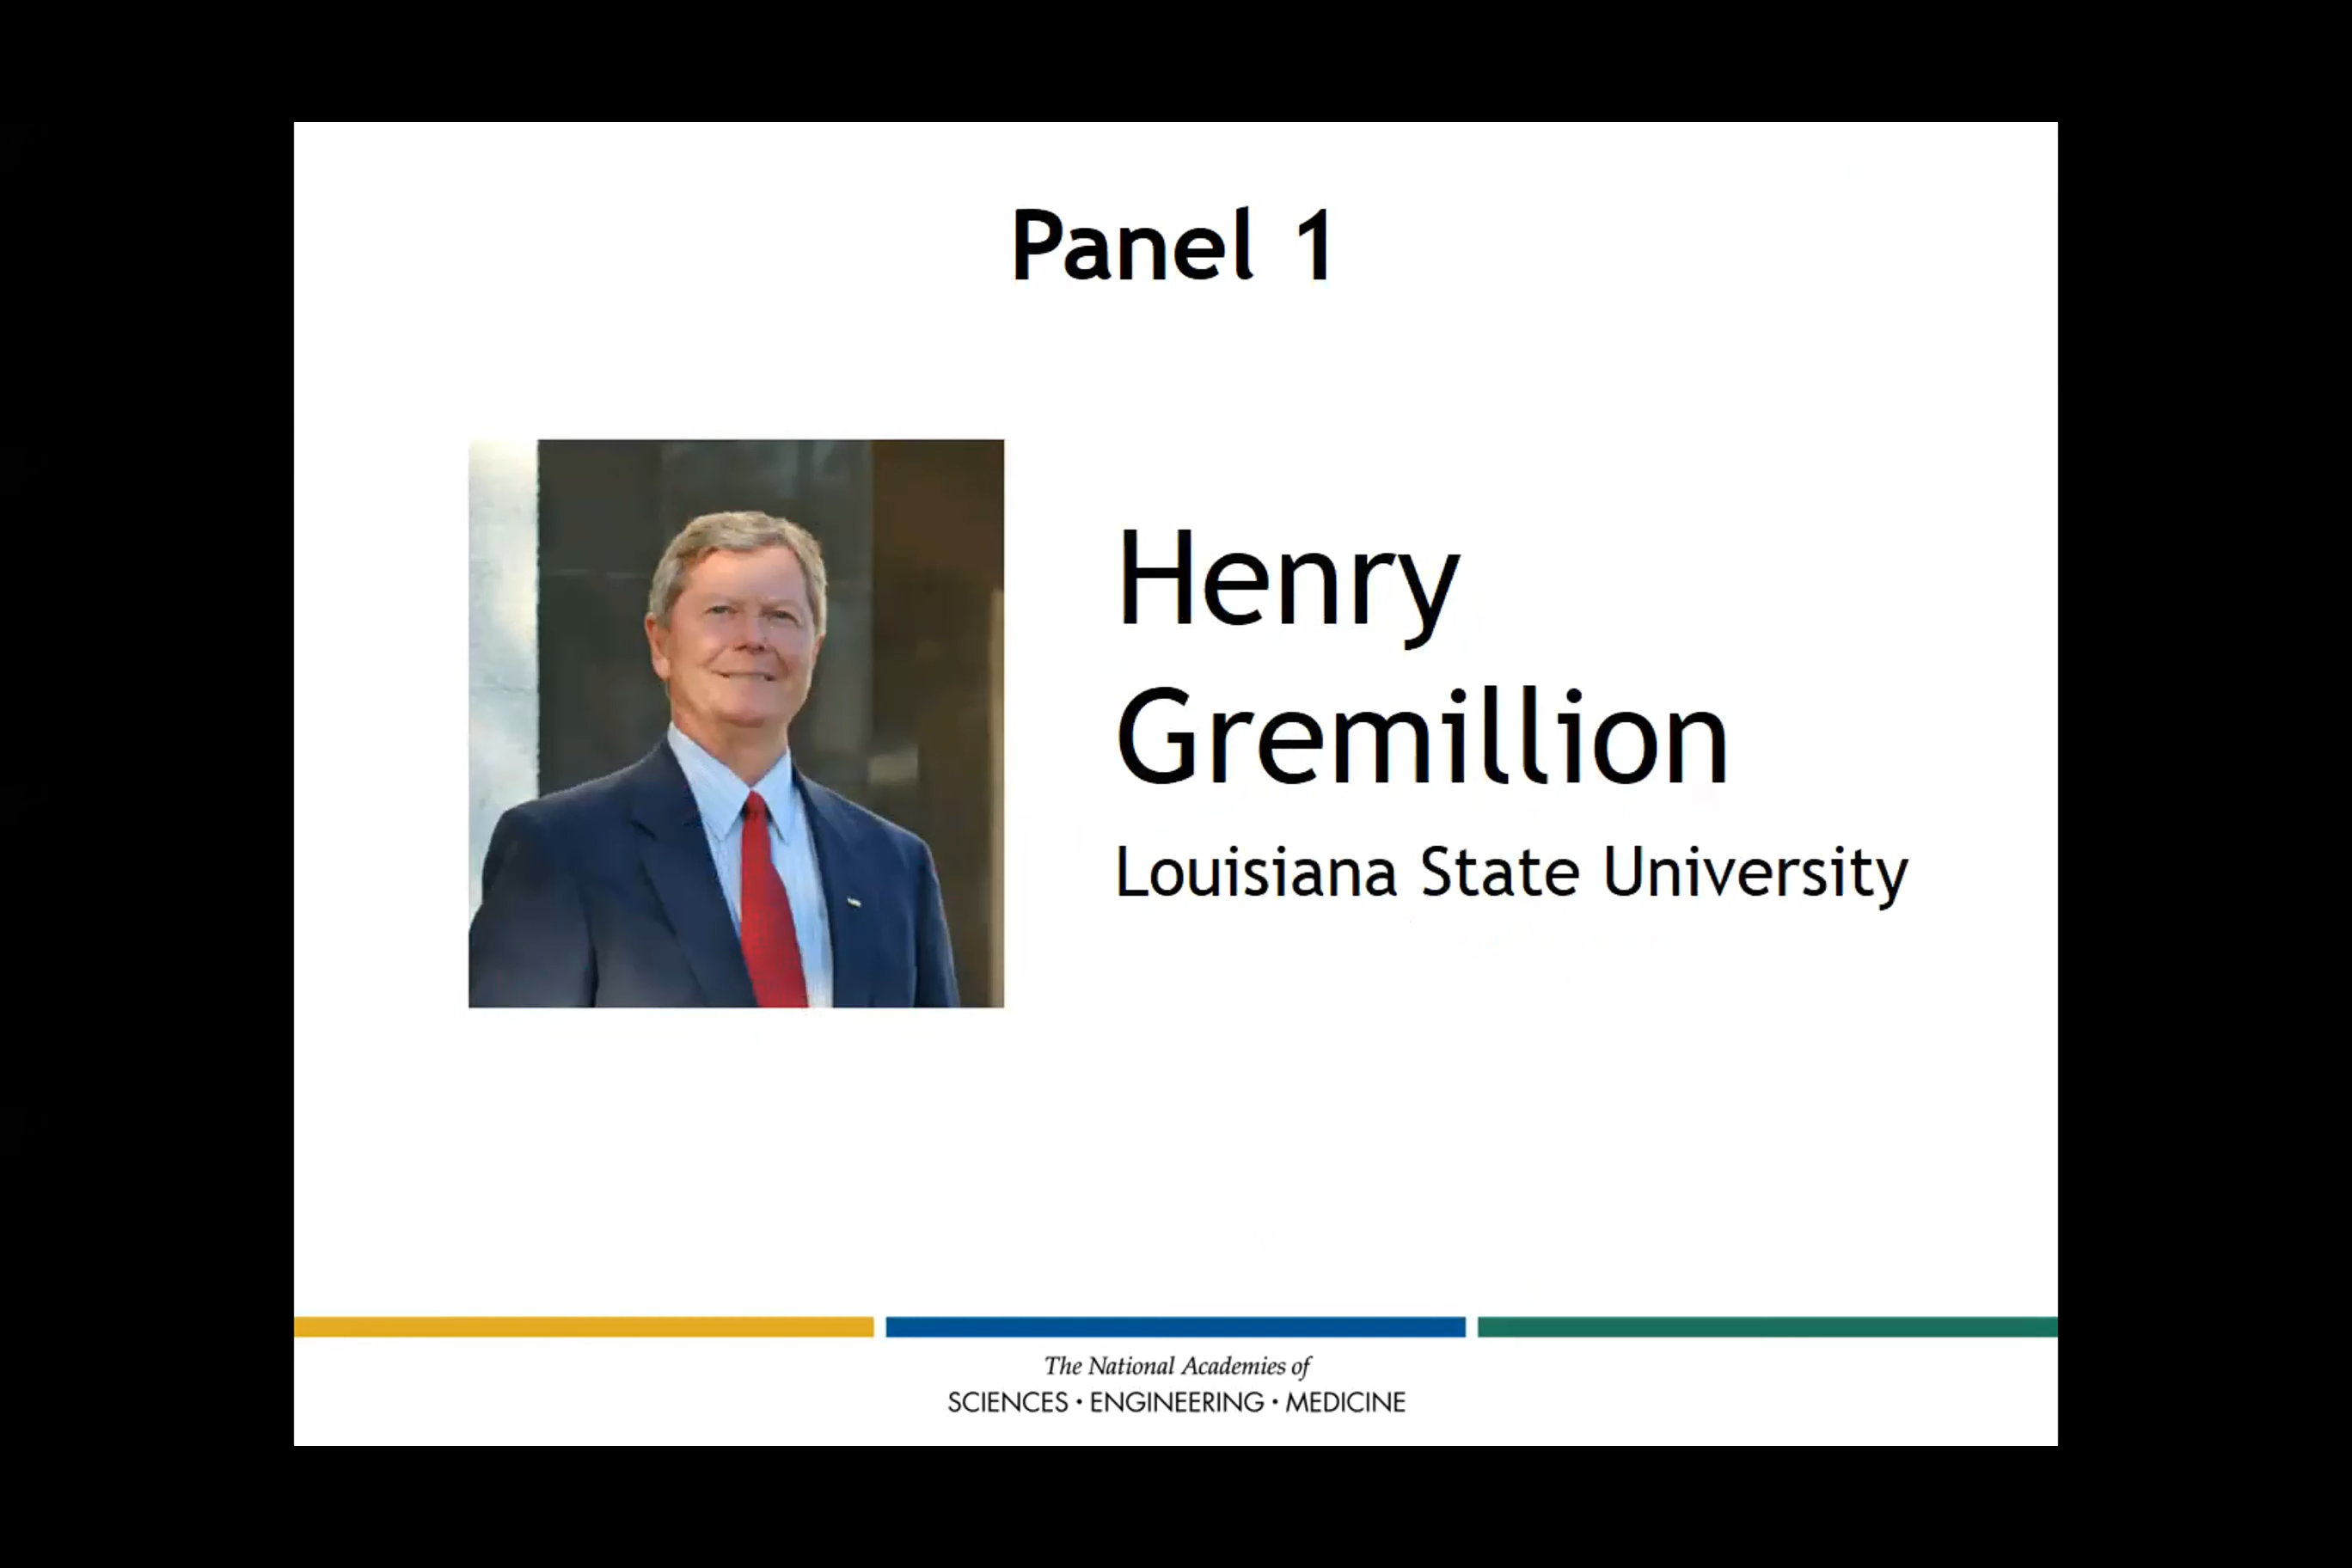 Panel 1
Henry
Gremillion
Louisiana State University
The National Academies of
SCIENCES · ENGINEERING · MEDICINE